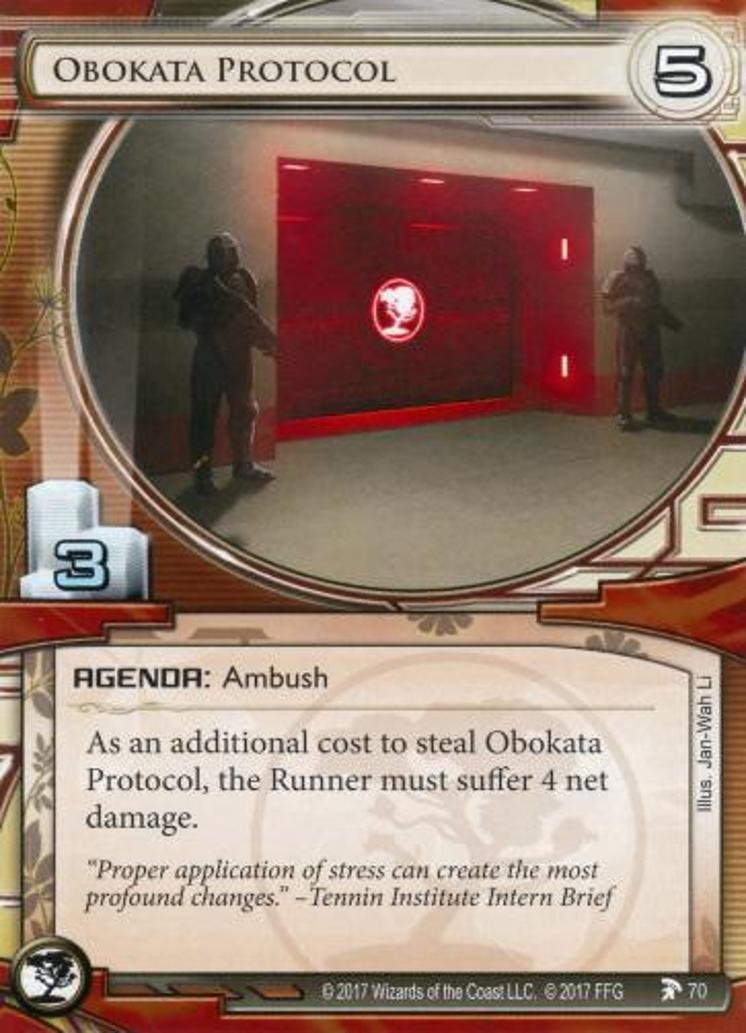 OBOKATA PROTOCOL
5
3
AGENDA: Ambush
As an additional cost to steal Obokata
Protocol, the Runner must suffer 4 net
damage.
“Proper application of stress can create the most
profound changes.” –Tennin Institute Intern Brief
Illus. Jan-Wah Li
© 2017 Wizards of the Coast LLC. © 2017 FFG
70